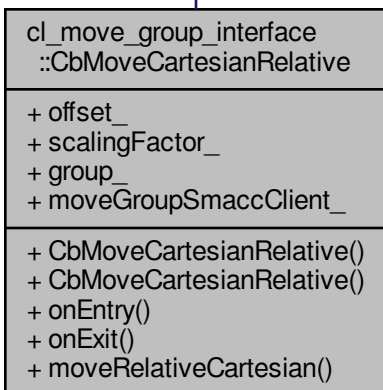 cl_move_group_interface
::CbMoveCartesianRelative
+ offset_
+ scalingFactor_
+ group_
+ moveGroupSmaccClient_
+ CbMoveCartesianRelative()
+ CbMoveCartesianRelative()
+ onEntry()
+ onExit()
+ moveRelativeCartesian()